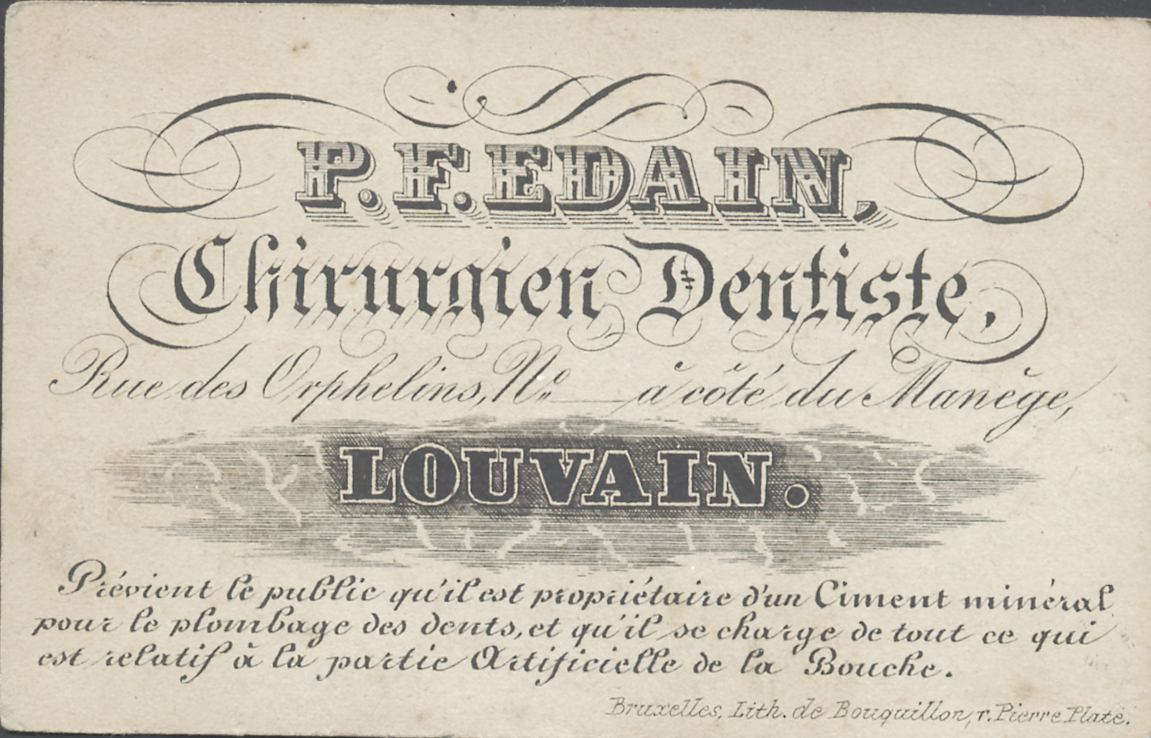 P. F. EDAIN,
Chirurgien Dentiste,
Rue des Orphelins, No. __ à côté du Manège,
LOUVAIN.
Prévient le public qu'il est propriétaire d'un Ciment minéral
pour le plombage des dents, et qu'il se charge de tout ce qui
est relatif à la partie Artificielle de la Bouche.
Bruxelles, Lith. de Bouquillon, r. Pierre Plate.